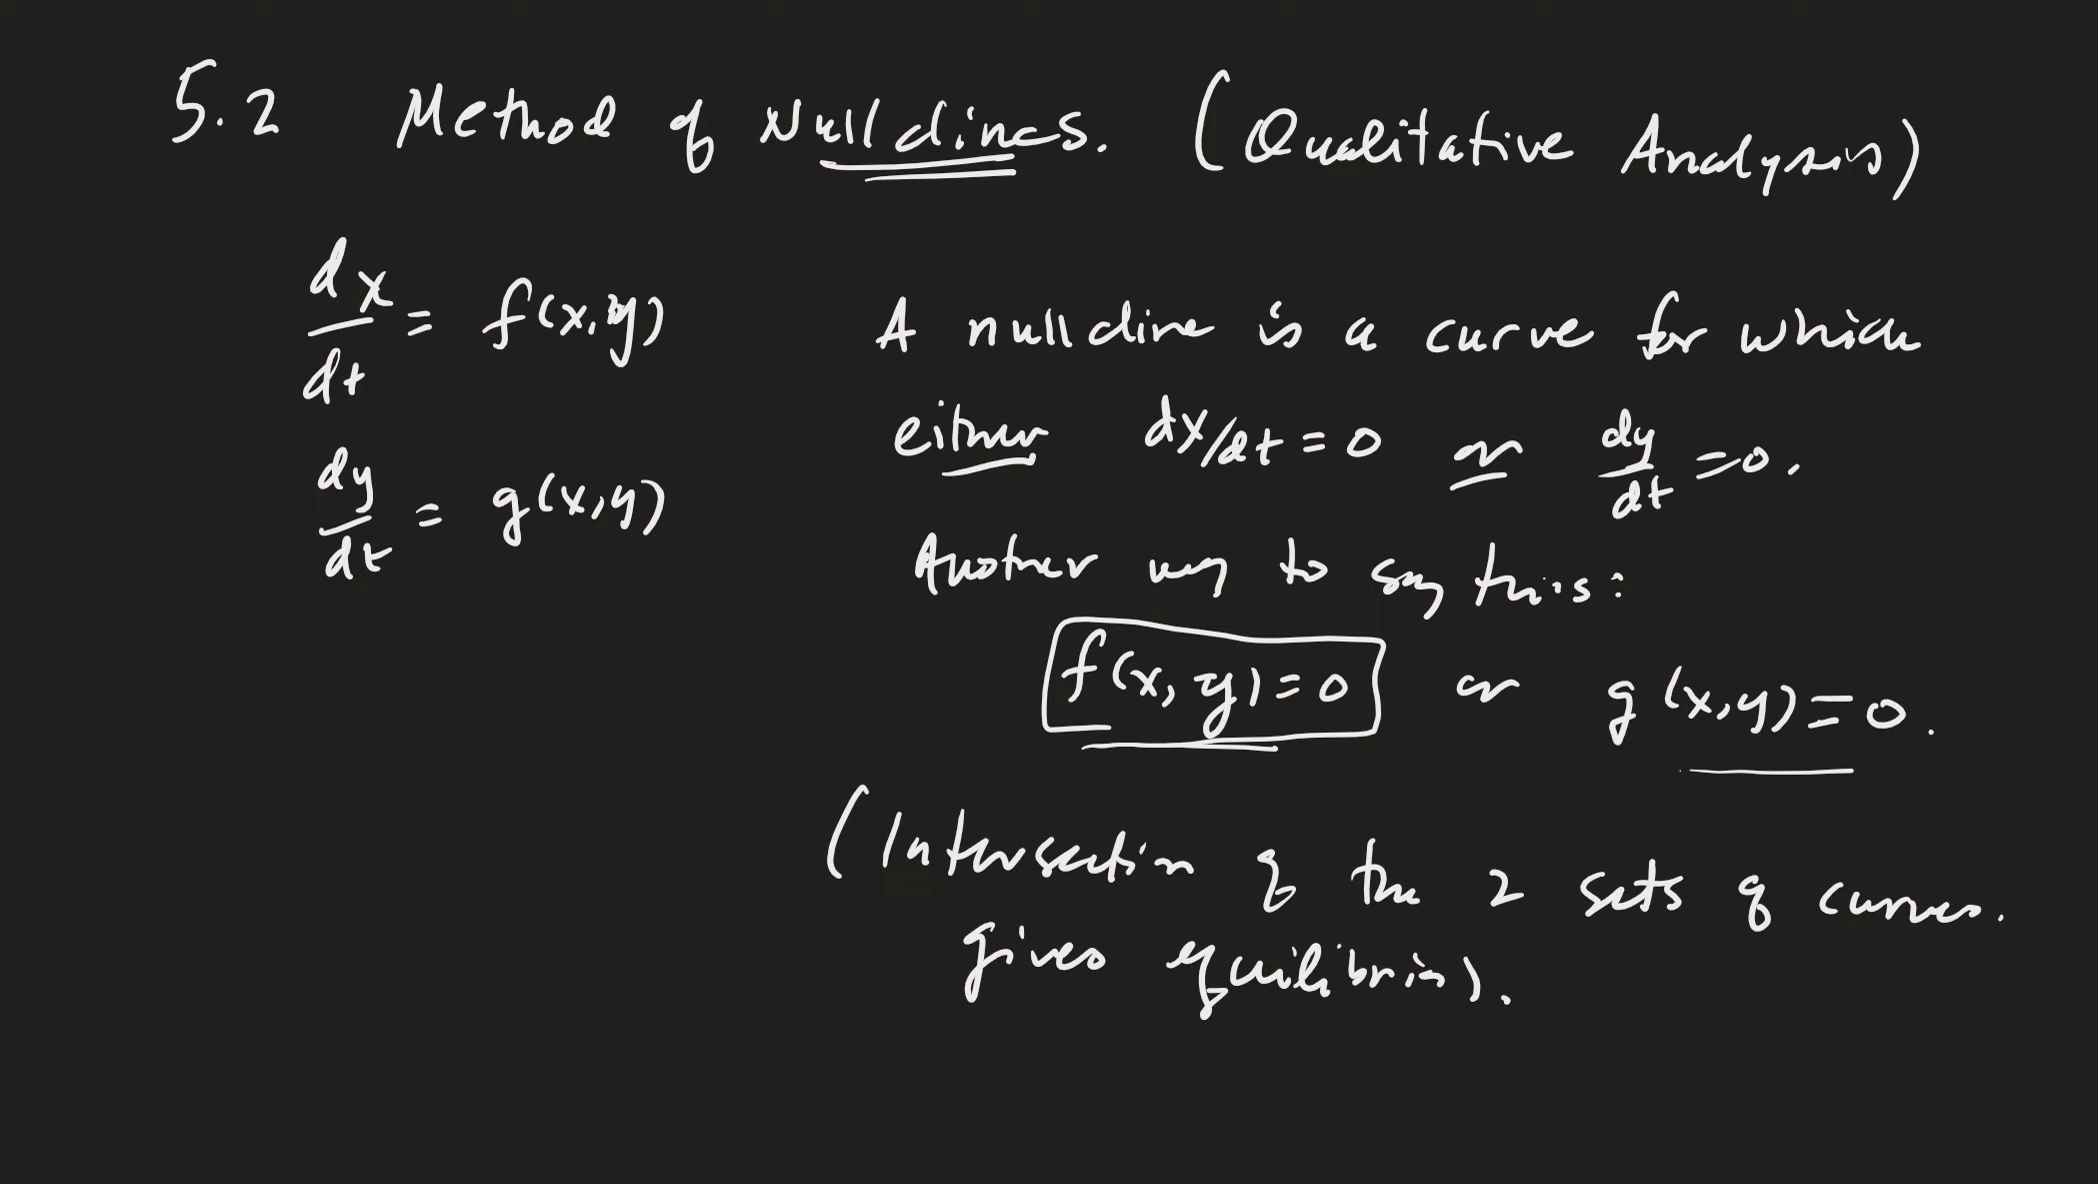 5.2 Method of Nullclines. (Qualitative Analysis)
dx/dt = f(x,y)
dy/dt = g(x,y)
A nullcline is a curve for which
either dx/dt = 0 or dy/dt = 0.
Another way to say this:
f(x,y) = 0 or g(x,y) = 0.
(Intersection of the 2 sets of curves.
gives equilibria).